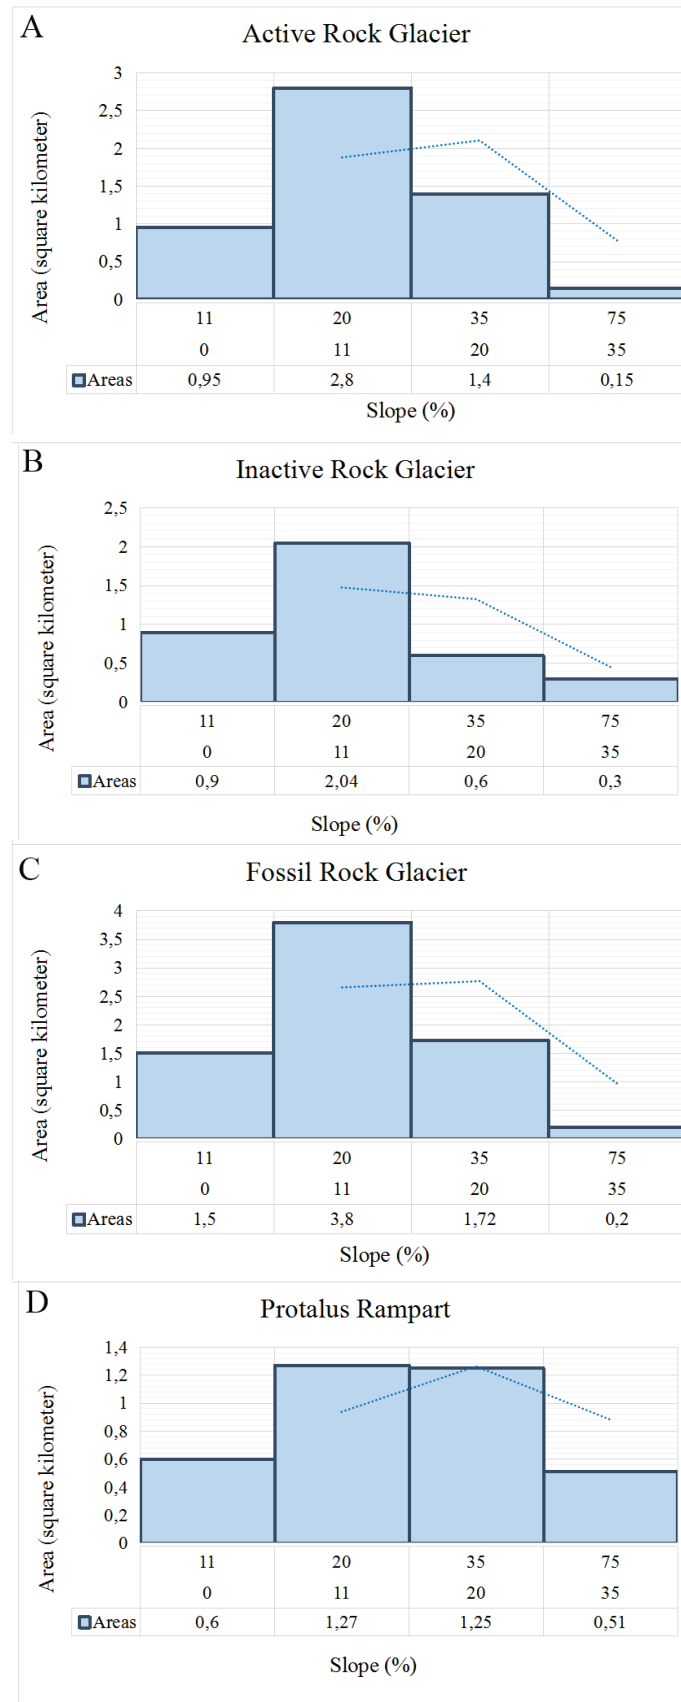 A
Active Rock Glacier
3
2,5
2
1,5
1
0,5
0
Area (square kilometer)
11 20 35 75
0 11 20 35
Areas 0,95 2,8 1,4 0,15
Slope (%)
B
Inactive Rock Glacier
2,5
2
1,5
1
0,5
0
Area (square kilometer)
11 20 35 75
0 11 20 35
Areas 0,9 2,04 0,6 0,3
Slope (%)
C
Fossil Rock Glacier
4
3,5
3
2,5
2
1,5
1
0,5
0
Area (square kilometer)
11 20 35 75
0 11 20 35
Areas 1,5 3,8 1,72 0,2
Slope (%)
D
Protalus Rampart
1,4
1,2
1
0,8
0,6
0,4
0,2
0
Area (square kilometer)
11 20 35 75
0 11 20 35
Areas 0,6 1,27 1,25 0,51
Slope (%)